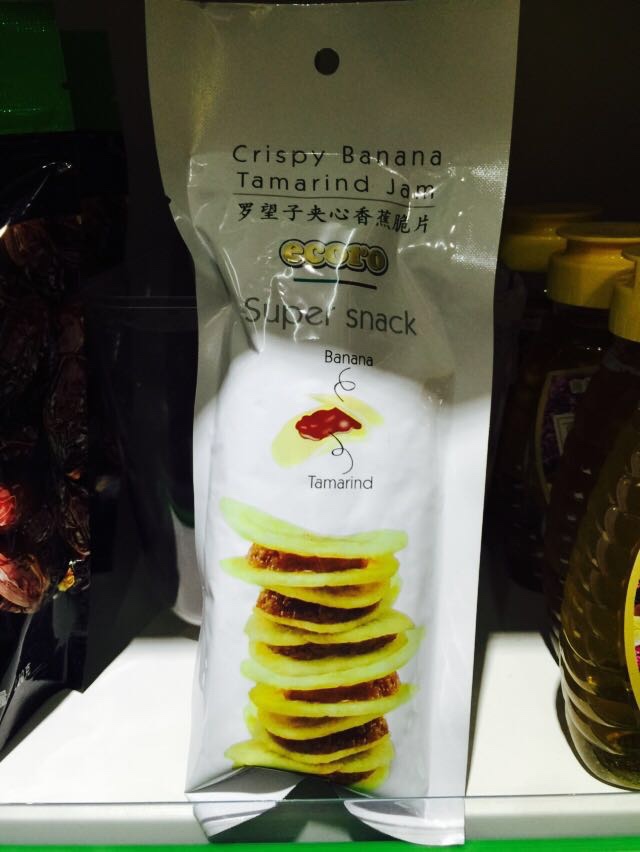 Crispy Banana
Tamarind Jam
罗望子夹心香蕉脆片
ecoro
Super snack
Banana
Tamarind